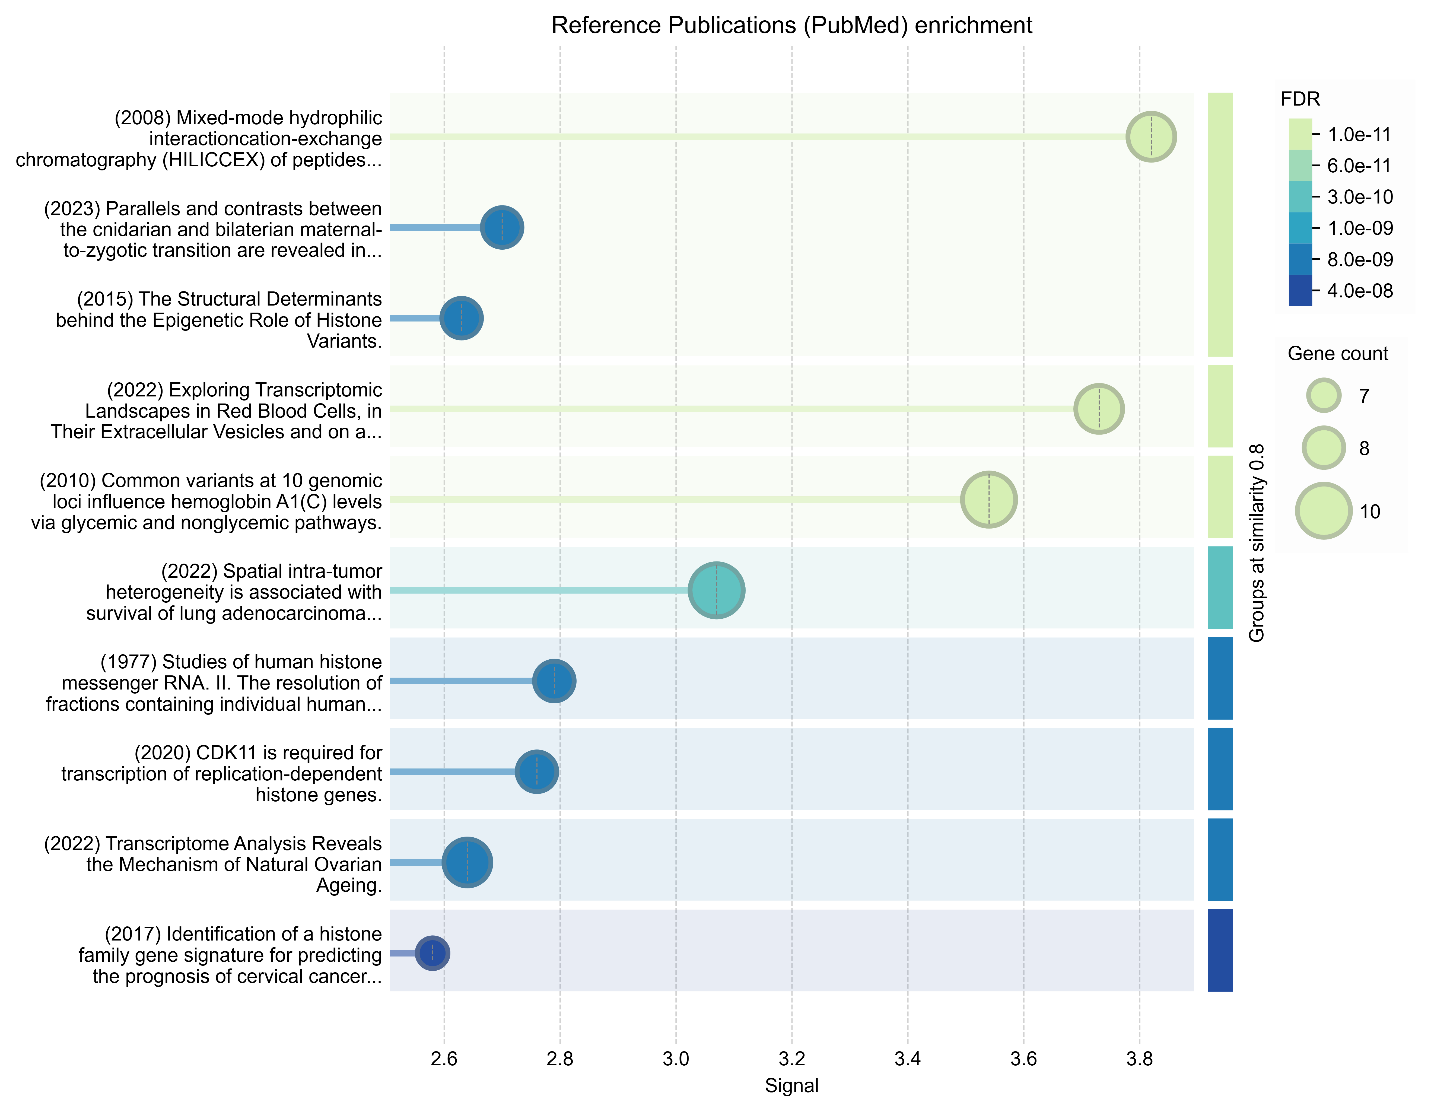 Reference Publications (PubMed) enrichment
(2008) Mixed-mode hydrophilic
interactioncation-exchange
chromatography (HILICCEX) of peptides...
(2023) Parallels and contrasts between
the cnidarian and bilaterian maternal-
to-zygotic transition are revealed in...
(2015) The Structural Determinants
behind the Epigenetic Role of Histone
Variants.
(2022) Exploring Transcriptomic
Landscapes in Red Blood Cells, in
Their Extracellular Vesicles and on a...
(2010) Common variants at 10 genomic
loci influence hemoglobin A1(C) levels
via glycemic and nonglycemic pathways.
(2022) Spatial intra-tumor
heterogeneity is associated with
survival of lung adenocarcinoma...
(1977) Studies of human histone
messenger RNA. II. The resolution of
fractions containing individual human...
(2020) CDK11 is required for
transcription of replication-dependent
histone genes.
(2022) Transcriptome Analysis Reveals
the Mechanism of Natural Ovarian
Ageing.
(2017) Identification of a histone
family gene signature for predicting
the prognosis of cervical cancer...
2.6 2.8 3.0 3.2 3.4 3.6 3.8
Signal
Groups at similarity 0.8
FDR
1.0e-11
6.0e-11
3.0e-10
1.0e-09
8.0e-09
4.0e-08
Gene count
7
8
10